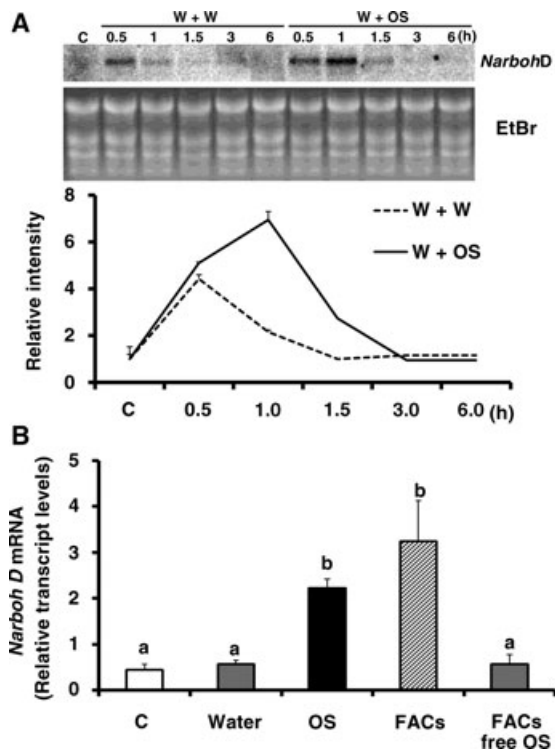 A
W + W W + OS
C 0.5 1 1.5 3 6 0.5 1 1.5 3 6 (h)
NarbohD
EtBr
Relative intensity
8
6
4
2
0
W + W
W + OS
C 0.5 1.0 1.5 3.0 6.0 (h)
B
Narboh D mRNA
(Relative transcript levels)
5
4
3
2
1
0
a a b b a
C Water OS FACs FACs
free OS